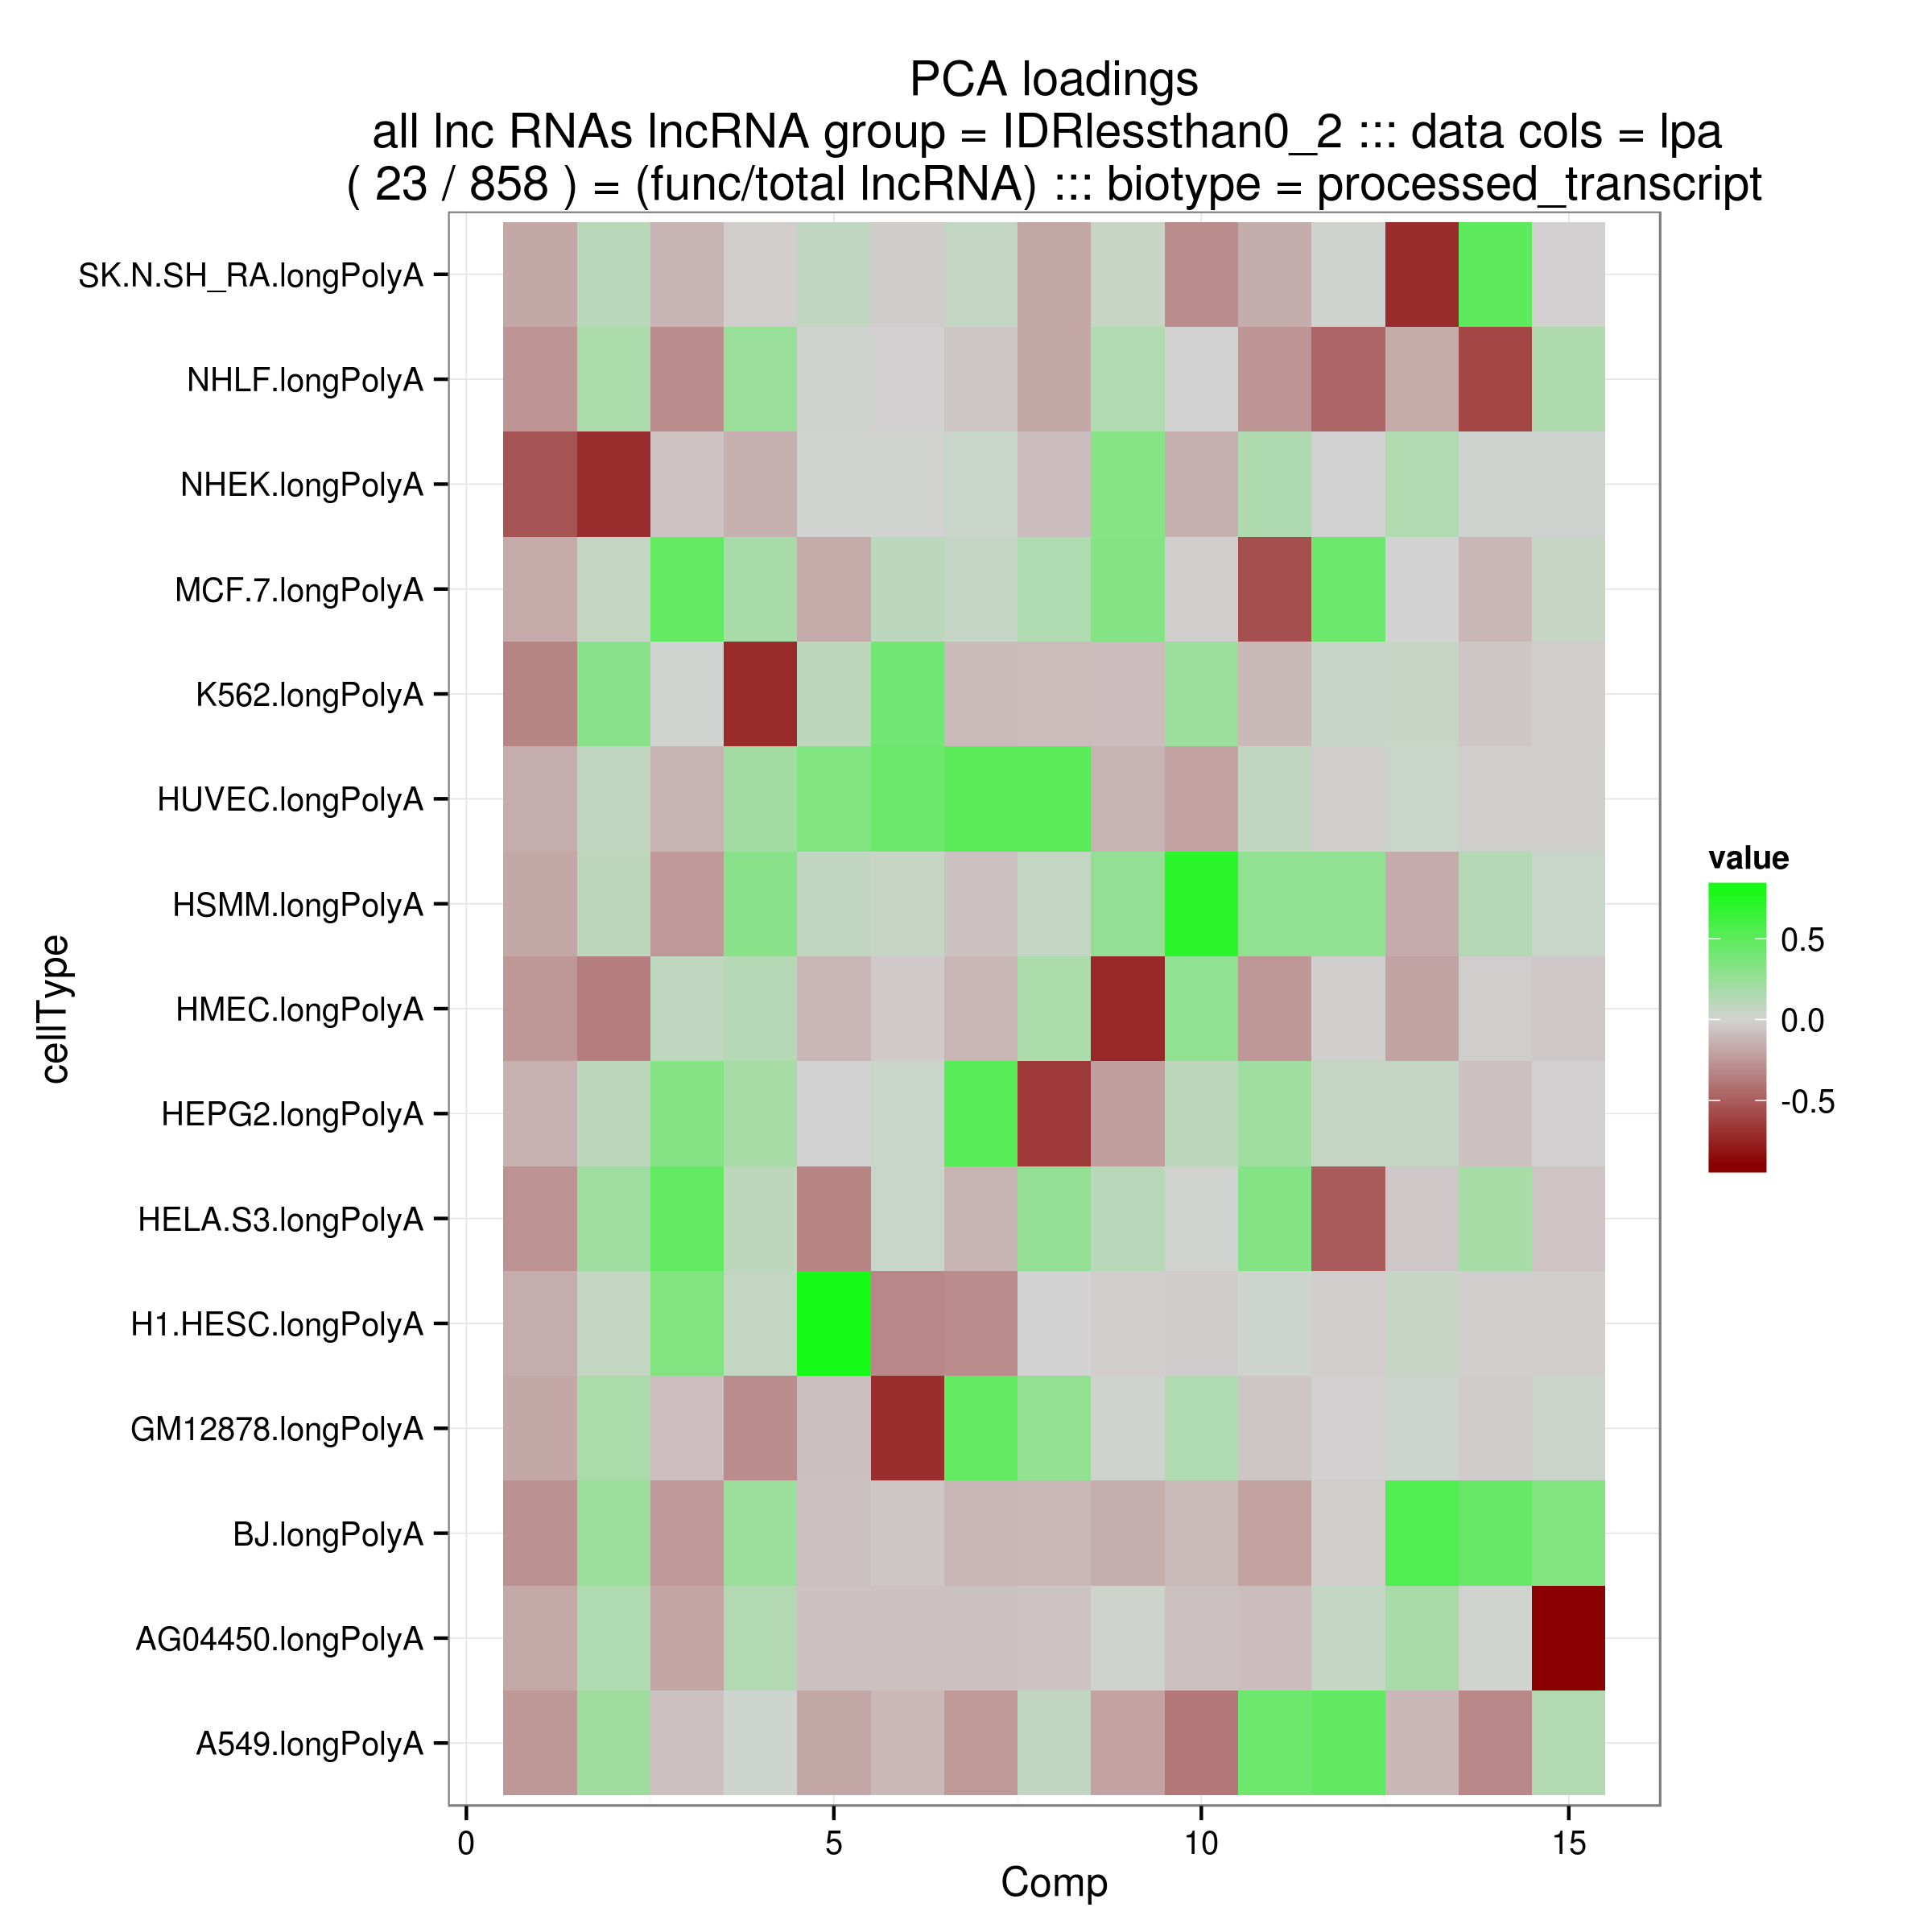 PCA loadings
all lnc RNAs lncRNA group = IDRlessthan0_2 ::: data cols = lpa
( 23 / 858 ) = (func/total lncRNA) ::: biotype = processed_transcript
SK.N.SH_RA.longPolyA
NHLF.longPolyA
NHEK.longPolyA
MCF.7.longPolyA
K562.longPolyA
HUVEC.longPolyA
HSMM.longPolyA
HMEC.longPolyA
HEPG2.longPolyA
HELA.S3.longPolyA
H1.HESC.longPolyA
GM12878.longPolyA
BJ.longPolyA
AG04450.longPolyA
A549.longPolyA
cellType
0 5 10 15
Comp
value
0.5
0.0
-0.5